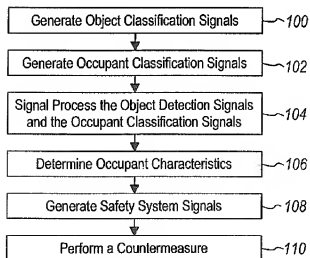 Generate Object Classification Signals
100
Generate Occupant Classification Signals
102
Signal Process the Object Detection Signals
and the Occupant Classification Signals
104
Determine Occupant Characteristics
106
Generate Safety System Signals
108
Perform a Countermeasure
110